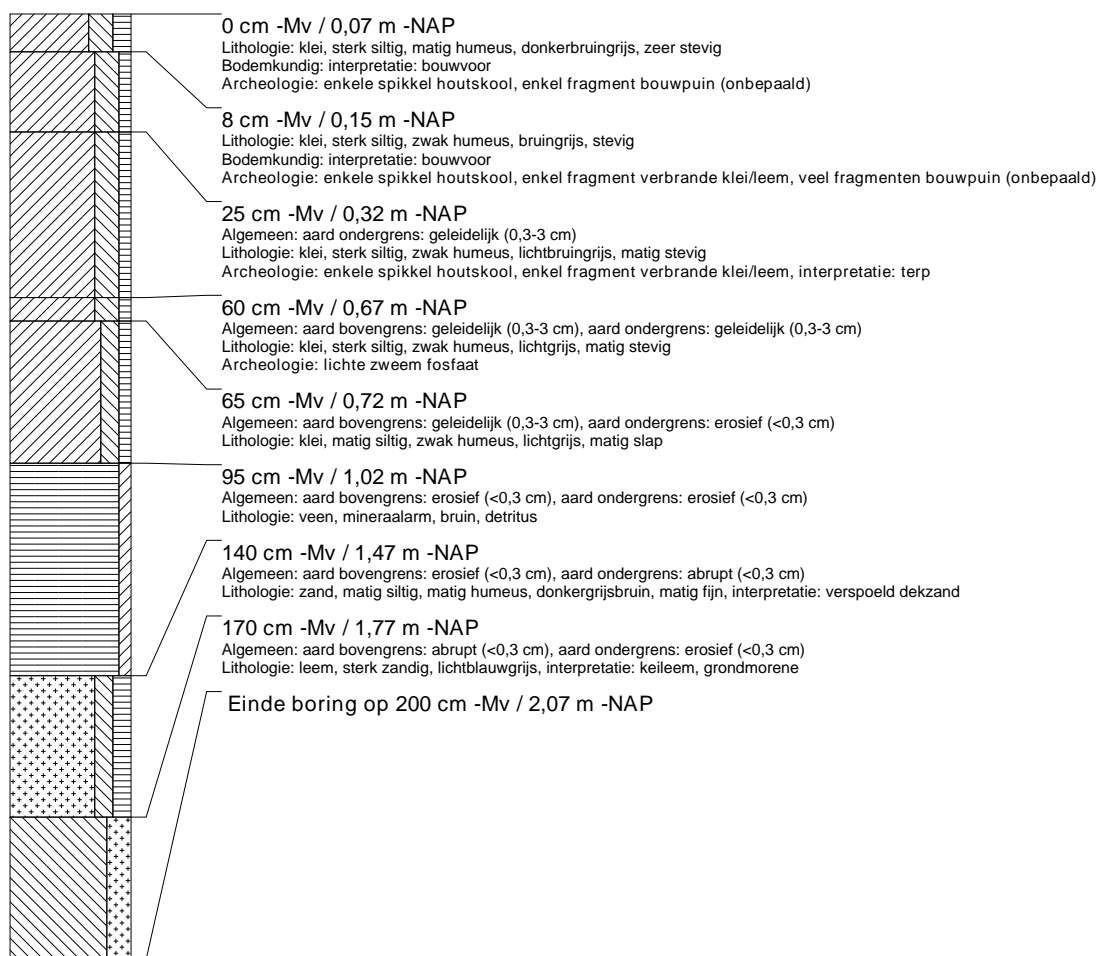 0 cm -Mv / 0,07 m -NAP
Lithologie: klei, sterk siltig, matig humeus, donkerbruingrijs, zeer stevig
Bodemkundig: interpretatie: bouwvoor
Archeologie: enkele spikkel houtskool, enkel fragment bouwpuin (onbepaald)
8 cm -Mv / 0,15 m -NAP
Lithologie: klei, sterk siltig, zwak humeus, bruingrijs, stevig
Bodemkundig: interpretatie: bouwvoor
Archeologie: enkele spikkel houtskool, enkel fragment verbrande klei/leem, veel fragmenten bouwpuin (onbepaald)
25 cm -Mv / 0,32 m -NAP
Algemeen: aard ondergrens: geleidelijk (0,3-3 cm)
Lithologie: klei, sterk siltig, zwak humeus, lichtbruingrijs, matig stevig
Archeologie: enkele spikkel houtskool, enkel fragment verbrande klei/leem, interpretatie: terp
60 cm -Mv / 0,67 m -NAP
Algemeen: aard bovengrens: geleidelijk (0,3-3 cm), aard ondergrens: geleidelijk (0,3-3 cm)
Lithologie: klei, sterk siltig, zwak humeus, lichtgrijs, matig stevig
Archeologie: lichte zweem fosfaat
65 cm -Mv / 0,72 m -NAP
Algemeen: aard bovengrens: geleidelijk (0,3-3 cm), aard ondergrens: erosief (<0,3 cm)
Lithologie: klei, matig siltig, zwak humeus, lichtgrijs, matig slap
95 cm -Mv / 1,02 m -NAP
Algemeen: aard bovengrens: erosief (<0,3 cm), aard ondergrens: erosief (<0,3 cm)
Lithologie: veen, mineraalarm, bruin, detritus
140 cm -Mv / 1,47 m -NAP
Algemeen: aard bovengrens: erosief (<0,3 cm), aard ondergrens: abrupt (<0,3 cm)
Lithologie: zand, matig siltig, matig humeus, donkergrijsbruin, matig fijn, interpretatie: verspoeld dekzand
170 cm -Mv / 1,77 m -NAP
Algemeen: aard bovengrens: abrupt (<0,3 cm), aard ondergrens: erosief (<0,3 cm)
Lithologie: leem, sterk zandig, lichtblauwgrijs, interpretatie: keileem, grondmorene
Einde boring op 200 cm -Mv / 2,07 m -NAP